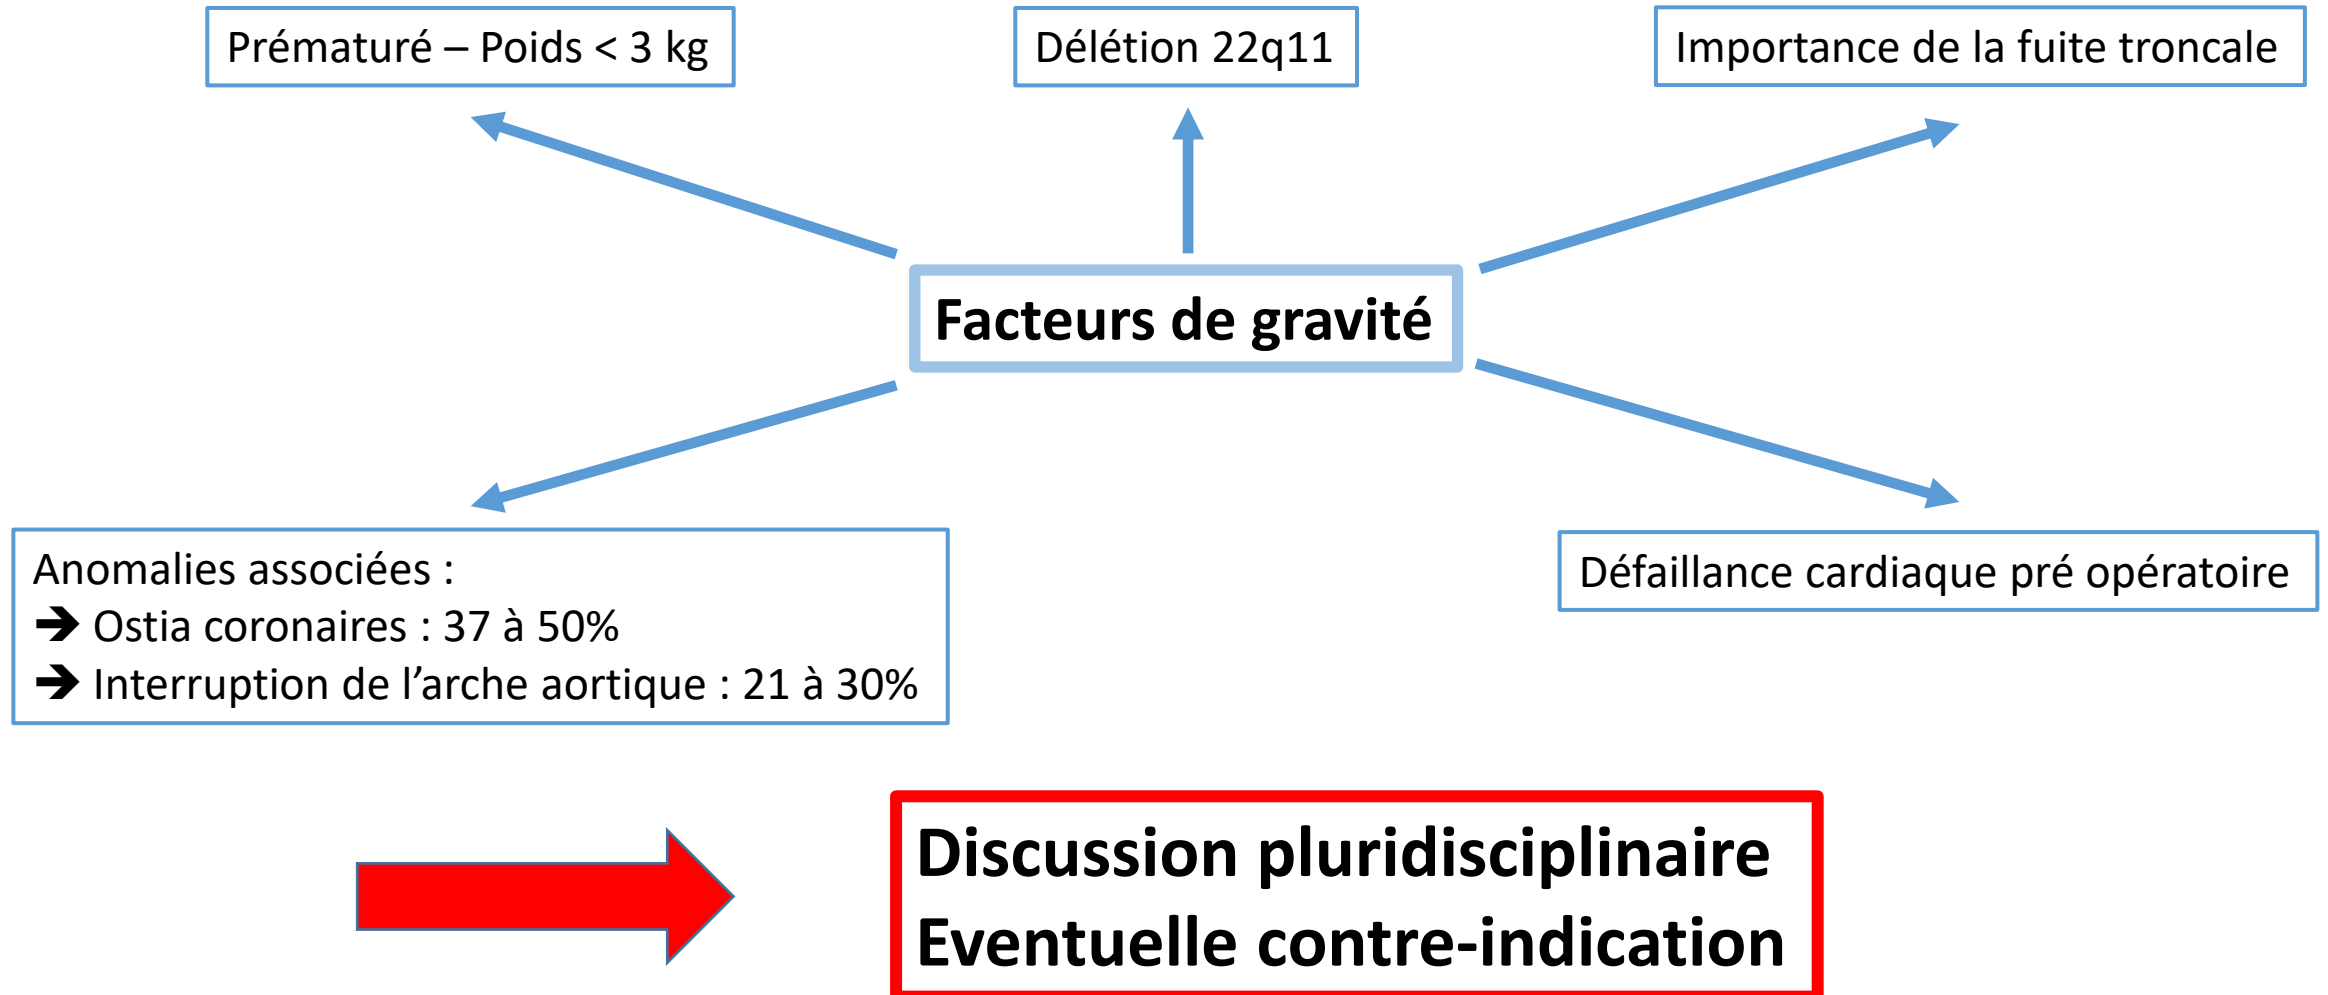 Prématuré – Poids < 3 kg
Délétion 22q11
Importance de la fuite troncale
Facteurs de gravité
Anomalies associées :
➔ Ostia coronaires : 37 à 50%
➔ Interruption de l’arche aortique : 21 à 30%
Défaillance cardiaque pré opératoire
Discussion pluridisciplinaire
Eventuelle contre-indication